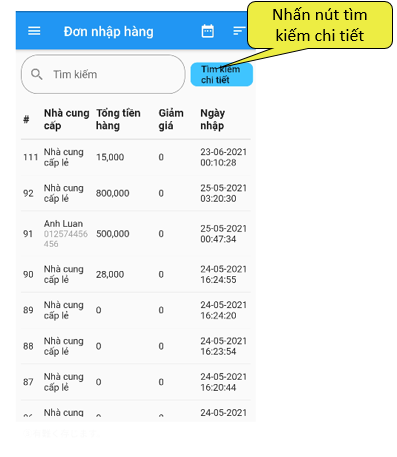 Nhấn nút tìm
kiếm chi tiết
Đơn nhập hàng
Tìm kiếm
Tìm kiếm
chi tiết
# Nhà cung cấp Tổng tiền hàng Giảm giá Ngày nhập
111 Nhà cung cấp lẻ 15,000 0 23-06-2021 00:10:28
92 Nhà cung cấp lẻ 800,000 0 25-05-2021 03:20:30
91 Anh Luan 012574456456 500,000 0 25-05-2021 00:47:34
90 Nhà cung cấp lẻ 28,000 0 24-05-2021 16:24:55
89 Nhà cung cấp lẻ 0 0 24-05-2021 16:24:20
88 Nhà cung cấp lẻ 0 0 24-05-2021 16:23:54
87 Nhà cung cấp lẻ 0 0 24-05-2021 16:20:44
Nhà cung 24-05-2021